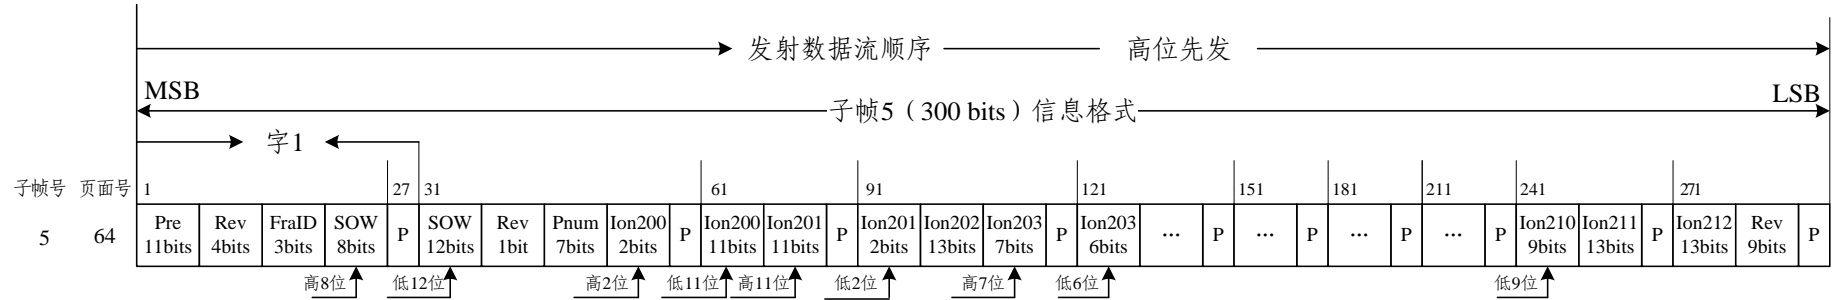 发射数据流顺序 高位先发
MSB LSB
子帧5（300 bits）信息格式
字1
子帧号 页面号 1 27 31 61 91 121 151 181 211 241 271
Pre Rev FraID SOW P SOW Rev Pnum Ion200 P Ion200 Ion201 P Ion201 Ion202 Ion203 P Ion203 ... P ... P ... P ... P Ion210 Ion211 P Ion212 Rev P
5 64 11bits 4bits 3bits 8bits 12bits 1bit 7bits 2bits 11bits 11bits 2bits 13bits 7bits 6bits 9bits 13bits 13bits 9bits
高8位 低12位 高2位 低11位 高11位 低2位 高7位 低6位 低9位